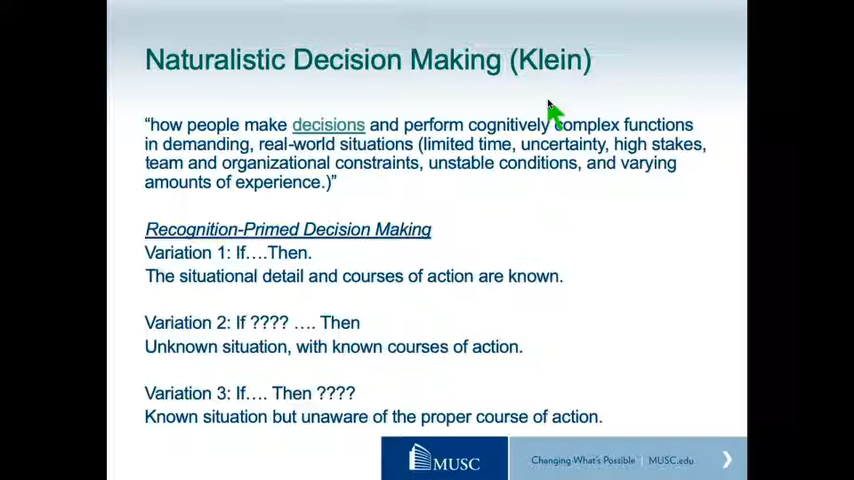 Naturalistic Decision Making (Klein)
“how people make decisions and perform cognitively complex functions
in demanding, real-world situations (limited time, uncertainty, high stakes,
team and organizational constraints, unstable conditions, and varying
amounts of experience.)”
Recognition-Primed Decision Making
Variation 1: If….Then.
The situational detail and courses of action are known.
Variation 2: If ???? …. Then
Unknown situation, with known courses of action.
Variation 3: If…. Then ????
Known situation but unaware of the proper course of action.
MUSC
Changing What's Possible | MUSC.edu